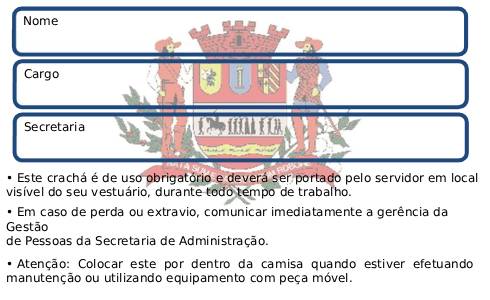 Nome
Cargo
Secretaria
• Este crachá é de uso obrigatório e deverá ser portado pelo servidor em local
visível do seu vestuário, durante todo tempo de trabalho.
• Em caso de perda ou extravio, comunicar imediatamente a gerência da
Gestão
de Pessoas da Secretaria de Administração.
• Atenção: Colocar este por dentro da camisa quando estiver efetuando
manutenção ou utilizando equipamento com peça móvel.